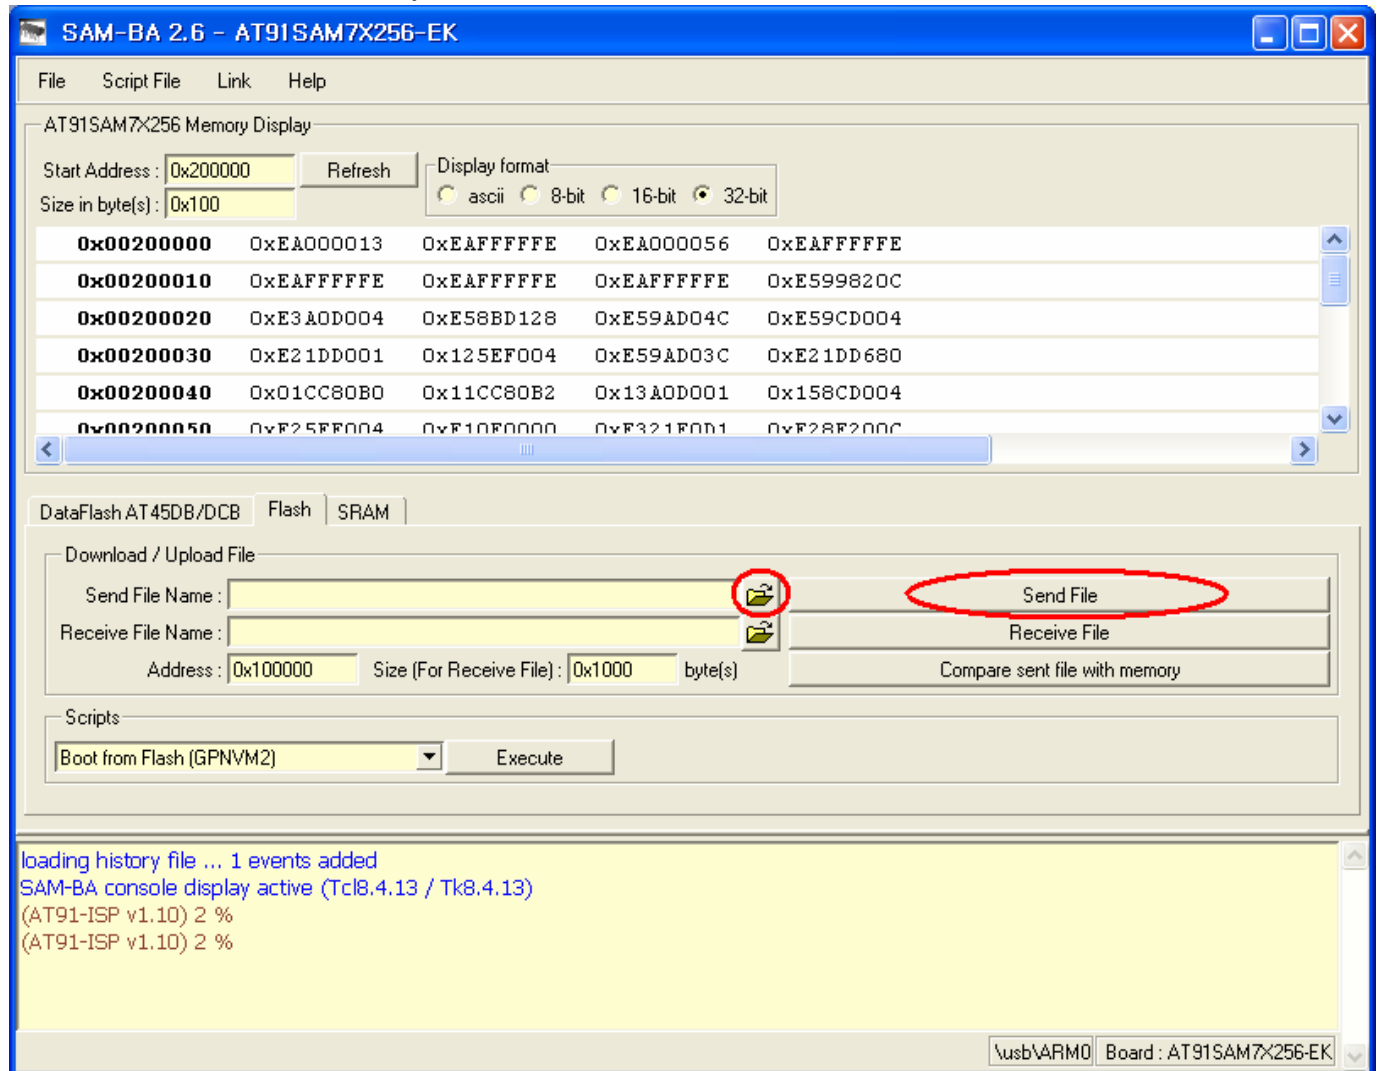 SAM-BA 2.6 - AT91SAM7X256-EK
File Script File Link Help
AT91SAM7X256 Memory Display
Start Address : 0x200000 Refresh Display format
Size in byte(s) : 0x100 ascii 8-bit 16-bit 32-bit
0x00200000 0xEA000013 0xEAFFFFFE 0xEA000056 0xEAFFFFFE
0x00200010 0xEAFFFFFE 0xEAFFFFFE 0xEAFFFFFE 0xE599820C
0x00200020 0xE3A0D004 0xE58BD128 0xE59AD04C 0xE59CD004
0x00200030 0xE21DD001 0x125EF004 0xE59AD03C 0xE21DD680
0x00200040 0x01CC80B0 0x11CC80B2 0x13A0D001 0x158CD004
0x00200050 0xE25EF004 0xE10F0000 0xE321F0D1 0xE28F200C
DataFlash AT45DB/DCB Flash SRAM
Download / Upload File
Send File Name : Send File
Receive File Name : Receive File
Address : 0x100000 Size (For Receive File) : 0x1000 byte(s) Compare sent file with memory
Scripts
Boot from Flash (GPNVM2) Execute
loading history file ... 1 events added
SAM-BA console display active (Tcl8.4.13 / Tk8.4.13)
(AT91-ISP v1.10) 2 %
(AT91-ISP v1.10) 2 %
\usb\ARM0 Board : AT91SAM7X256-EK